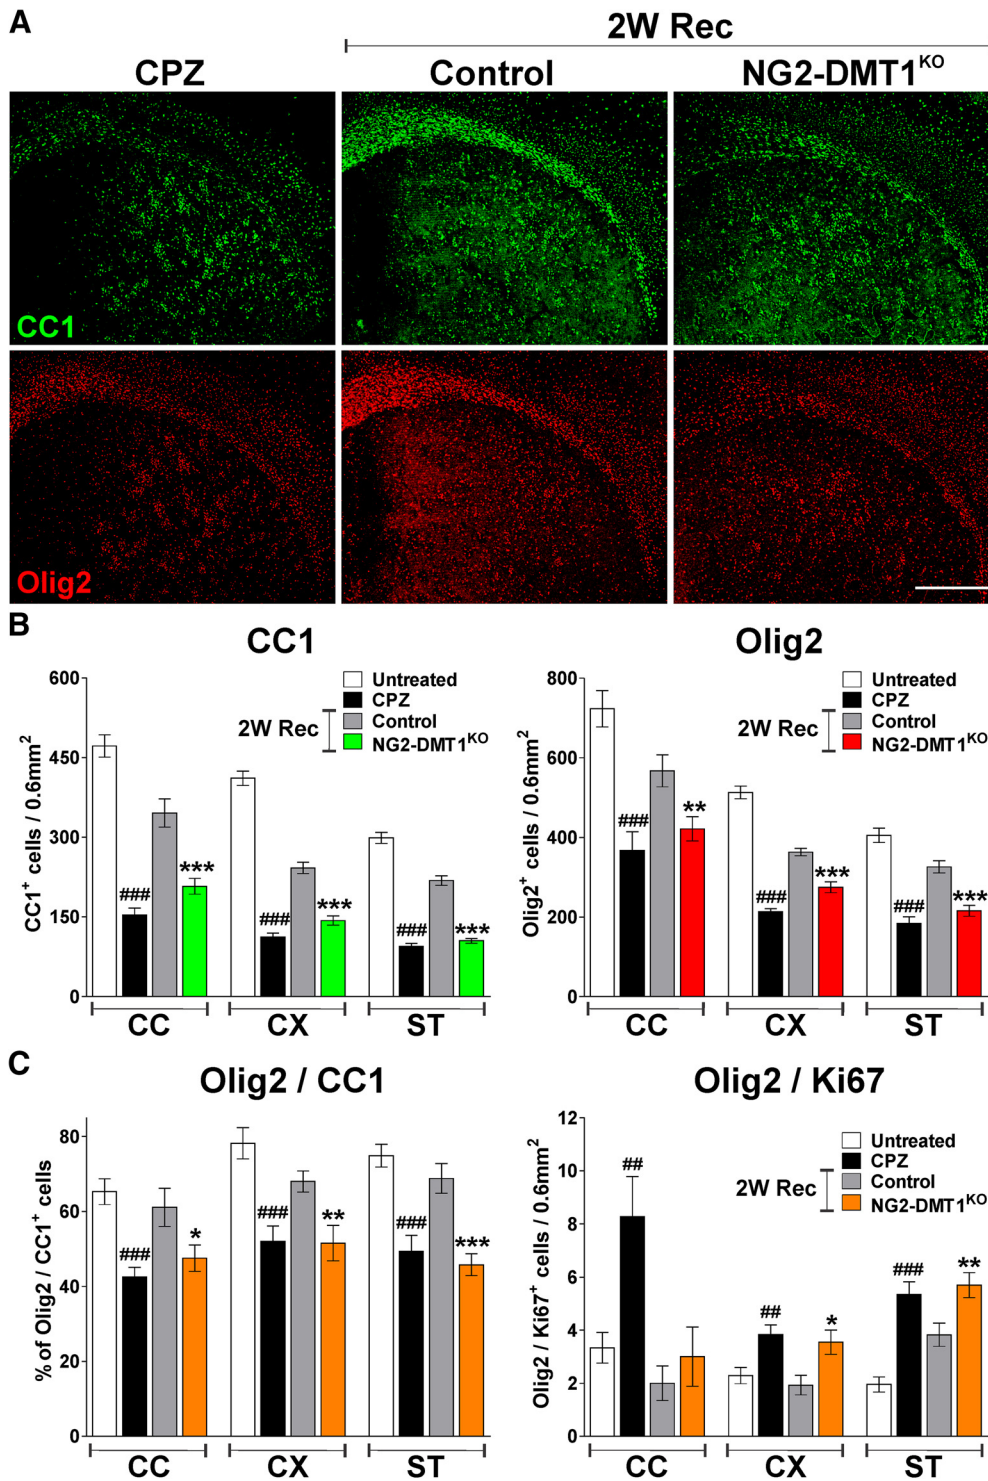 A
2W Rec
CPZ
Control
NG2-DMT1ᴷᴼ
CC1
Olig2
B
CC1
CC1⁺ cells / 0.6mm²
600
450
300
150
0
Untreated
CPZ
2W Rec
Control
NG2-DMT1ᴷᴼ
###
***
###
***
###
***
CC
CX
ST
Olig2
Olig2⁺ cells / 0.6mm²
800
600
400
200
0
Untreated
CPZ
2W Rec
Control
NG2-DMT1ᴷᴼ
###
**
###
***
###
***
CC
CX
ST
C
Olig2 / CC1
% of Olig2 / CC1⁺ cells
80
60
40
20
0
###
*
###
**
###
***
CC
CX
ST
Olig2 / Ki67
Olig2 / Ki67⁺ cells / 0.6mm²
12
10
8
6
4
2
0
Untreated
CPZ
2W Rec
Control
NG2-DMT1ᴷᴼ
##
##
*
###
**
CC
CX
ST